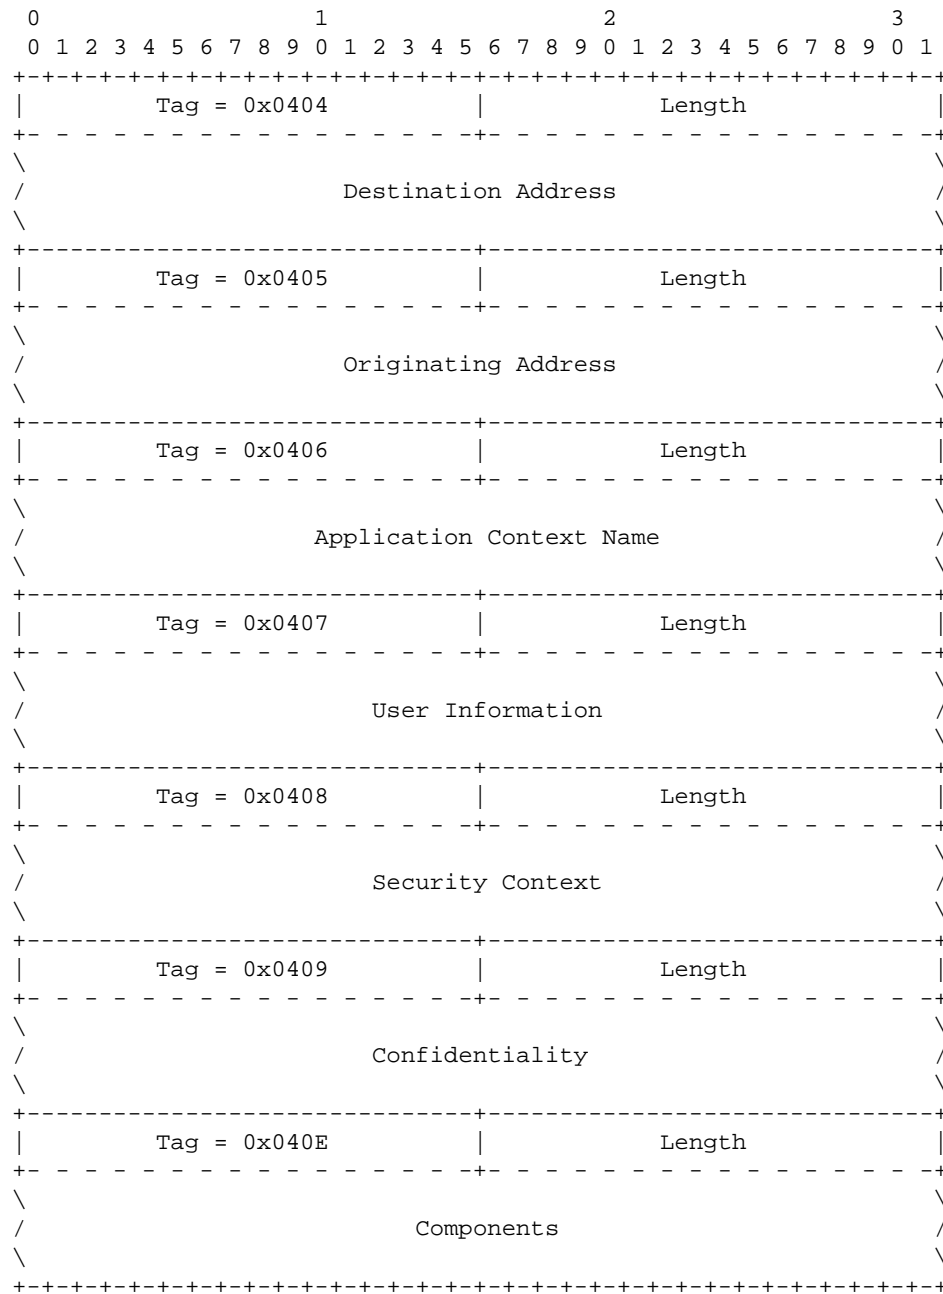 0                   1                   2                   3
0 1 2 3 4 5 6 7 8 9 0 1 2 3 4 5 6 7 8 9 0 1 2 3 4 5 6 7 8 9 0 1
+-+-+-+-+-+-+-+-+-+-+-+-+-+-+-+-+-+-+-+-+-+-+-+-+-+-+-+-+-+-+-+-+
|         Tag = 0x0404          |            Length             |
+- - - - - - - - - - - - - - - -+- - - - - - - - - - - - - - - -+
\                                                               \
/                      Destination Address                      /
\                                                               \
+-------------------------------+-------------------------------+
|         Tag = 0x0405          |            Length             |
+- - - - - - - - - - - - - - - -+- - - - - - - - - - - - - - - -+
\                                                               \
/                      Originating Address                      /
\                                                               \
+-------------------------------+-------------------------------+
|         Tag = 0x0406          |            Length             |
+- - - - - - - - - - - - - - - -+- - - - - - - - - - - - - - - -+
\                                                               \
/                    Application Context Name                   /
\                                                               \
+-------------------------------+-------------------------------+
|         Tag = 0x0407          |            Length             |
+- - - - - - - - - - - - - - - -+- - - - - - - - - - - - - - - -+
\                                                               \
/                        User Information                       /
\                                                               \
+-------------------------------+-------------------------------+
|         Tag = 0x0408          |            Length             |
+- - - - - - - - - - - - - - - -+- - - - - - - - - - - - - - - -+
\                                                               \
/                        Security Context                       /
\                                                               \
+-------------------------------+-------------------------------+
|         Tag = 0x0409          |            Length             |
+- - - - - - - - - - - - - - - -+- - - - - - - - - - - - - - - -+
\                                                               \
/                        Confidentiality                        /
\                                                               \
+-------------------------------+-------------------------------+
|         Tag = 0x040E          |            Length             |
+- - - - - - - - - - - - - - - -+- - - - - - - - - - - - - - - -+
\                                                               \
/                           Components                          /
\                                                               \
+-+-+-+-+-+-+-+-+-+-+-+-+-+-+-+-+-+-+-+-+-+-+-+-+-+-+-+-+-+-+-+-+